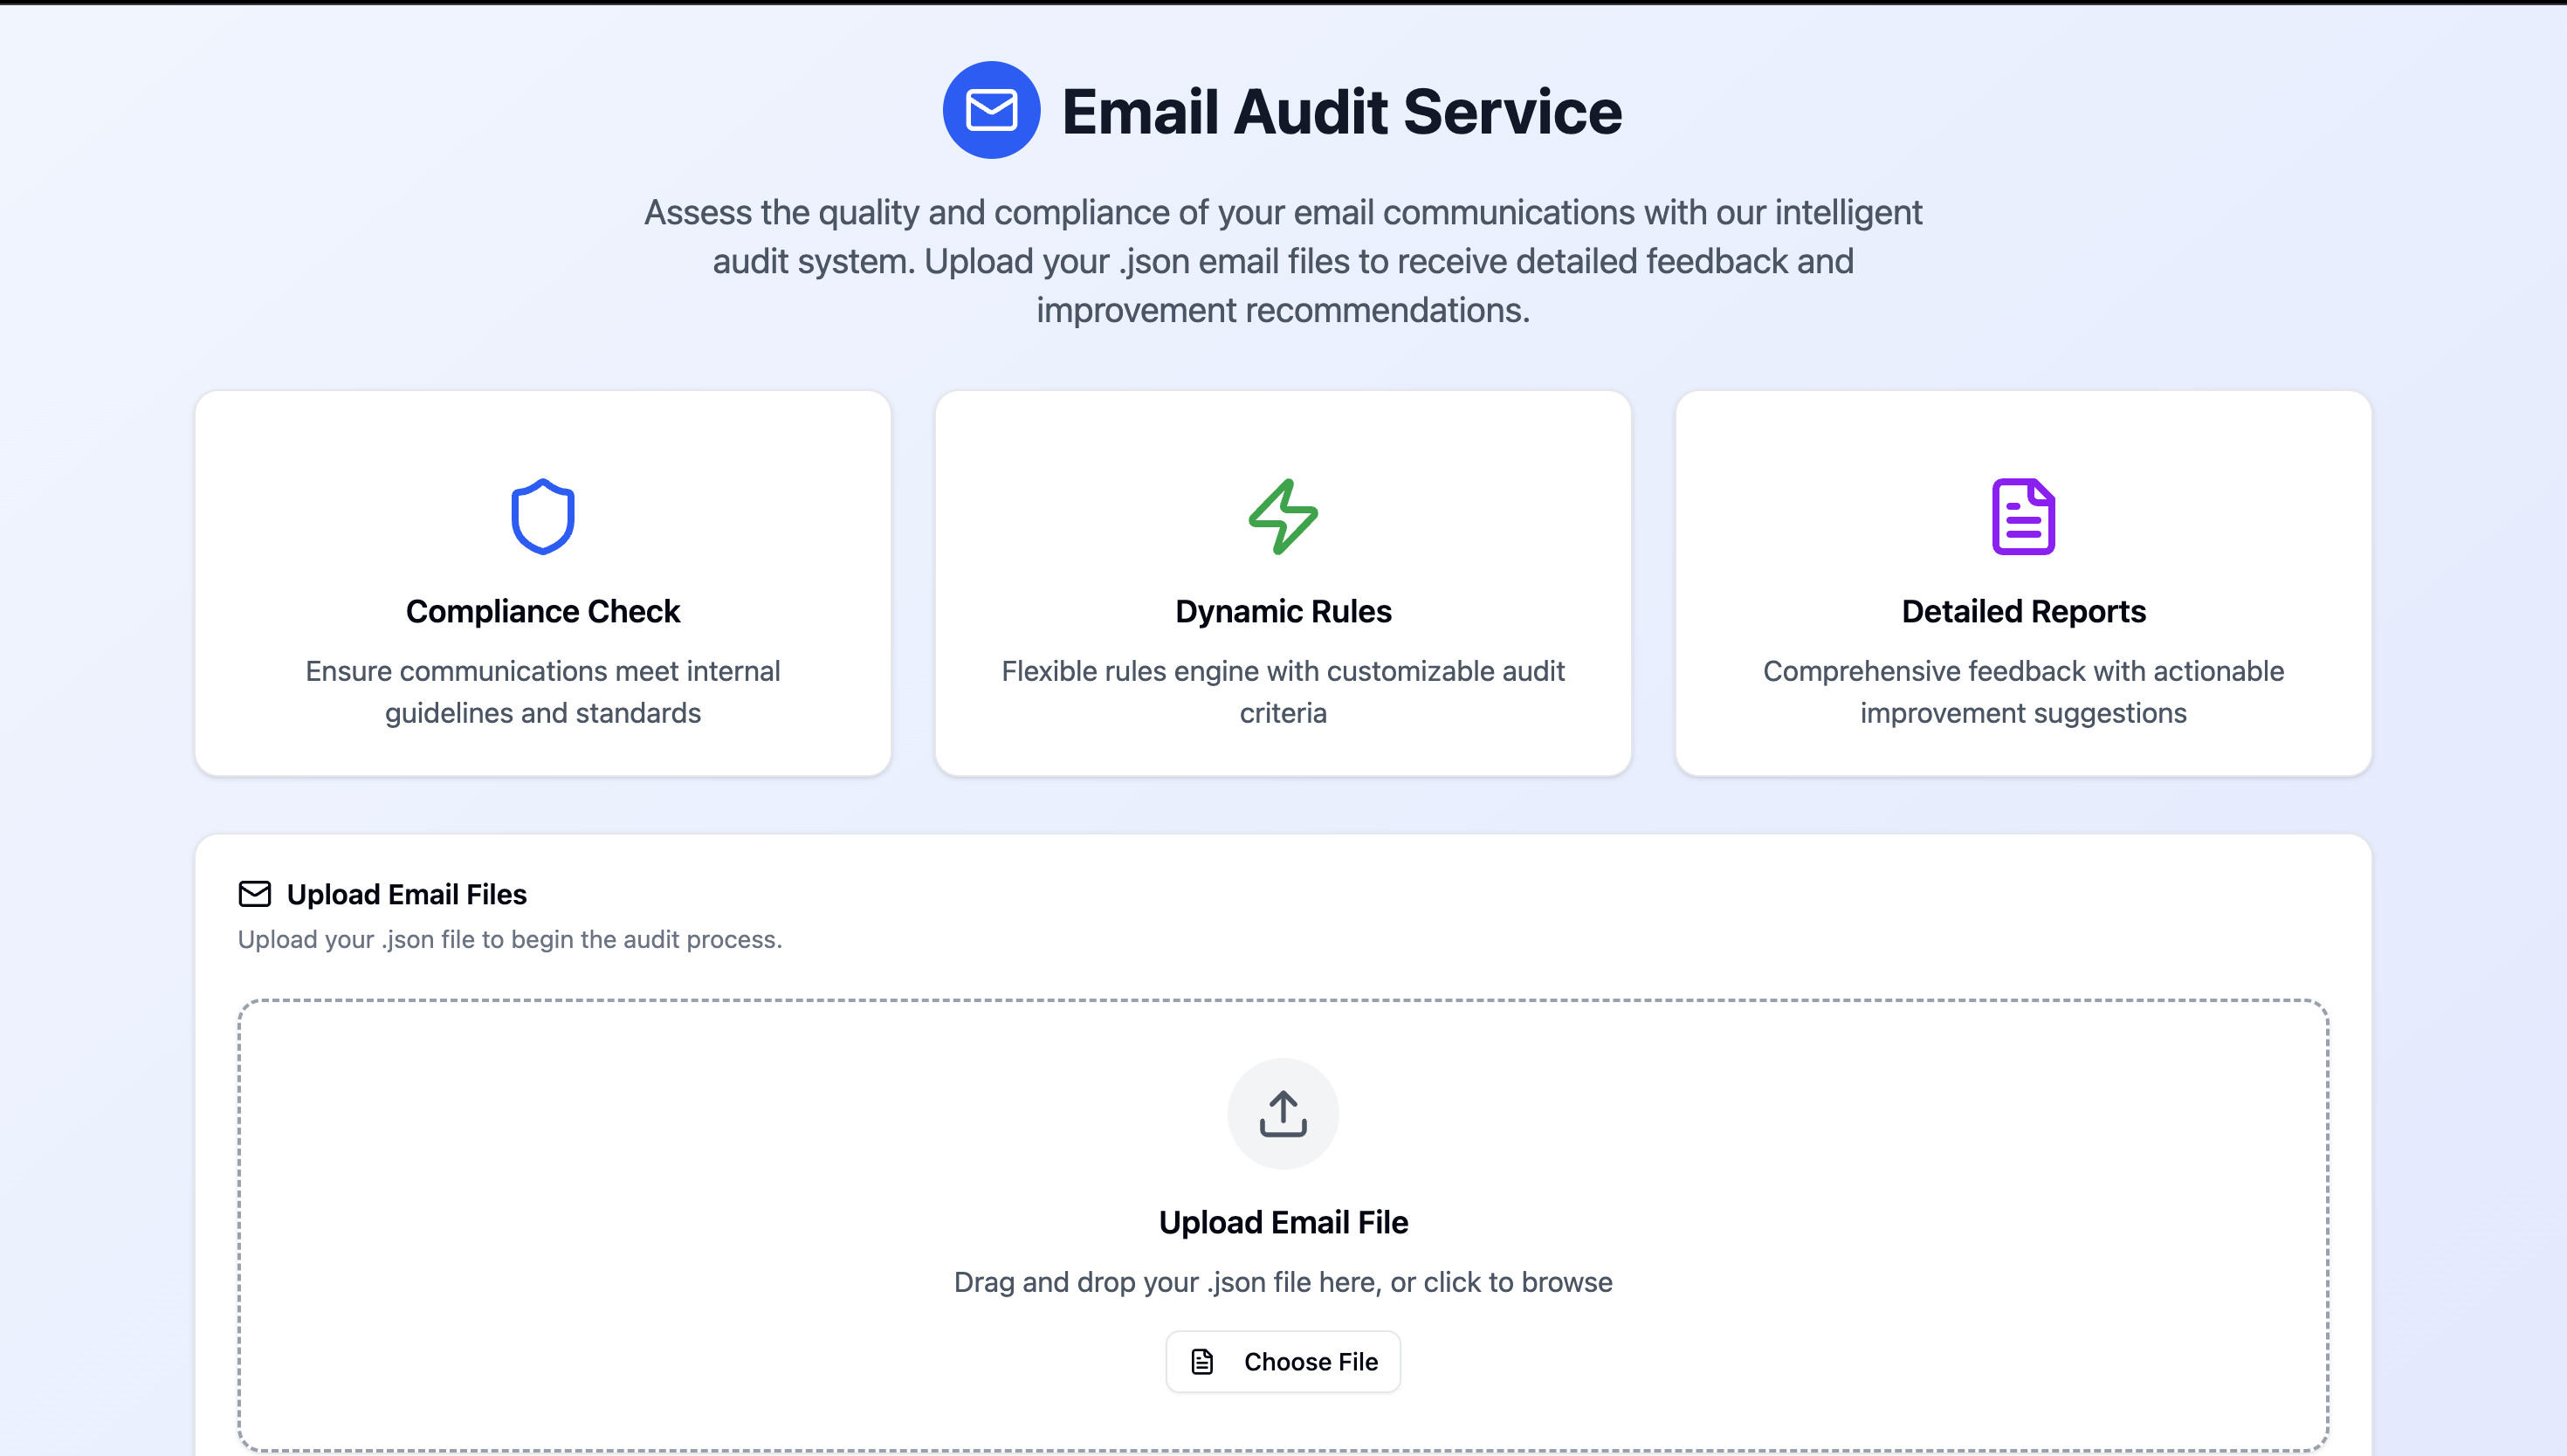 Email Audit Service
Assess the quality and compliance of your email communications with our intelligent
audit system. Upload your .json email files to receive detailed feedback and
improvement recommendations.
Compliance Check
Ensure communications meet internal
guidelines and standards
Dynamic Rules
Flexible rules engine with customizable audit
criteria
Detailed Reports
Comprehensive feedback with actionable
improvement suggestions
Upload Email Files
Upload your .json file to begin the audit process.
Upload Email File
Drag and drop your .json file here, or click to browse
Choose File